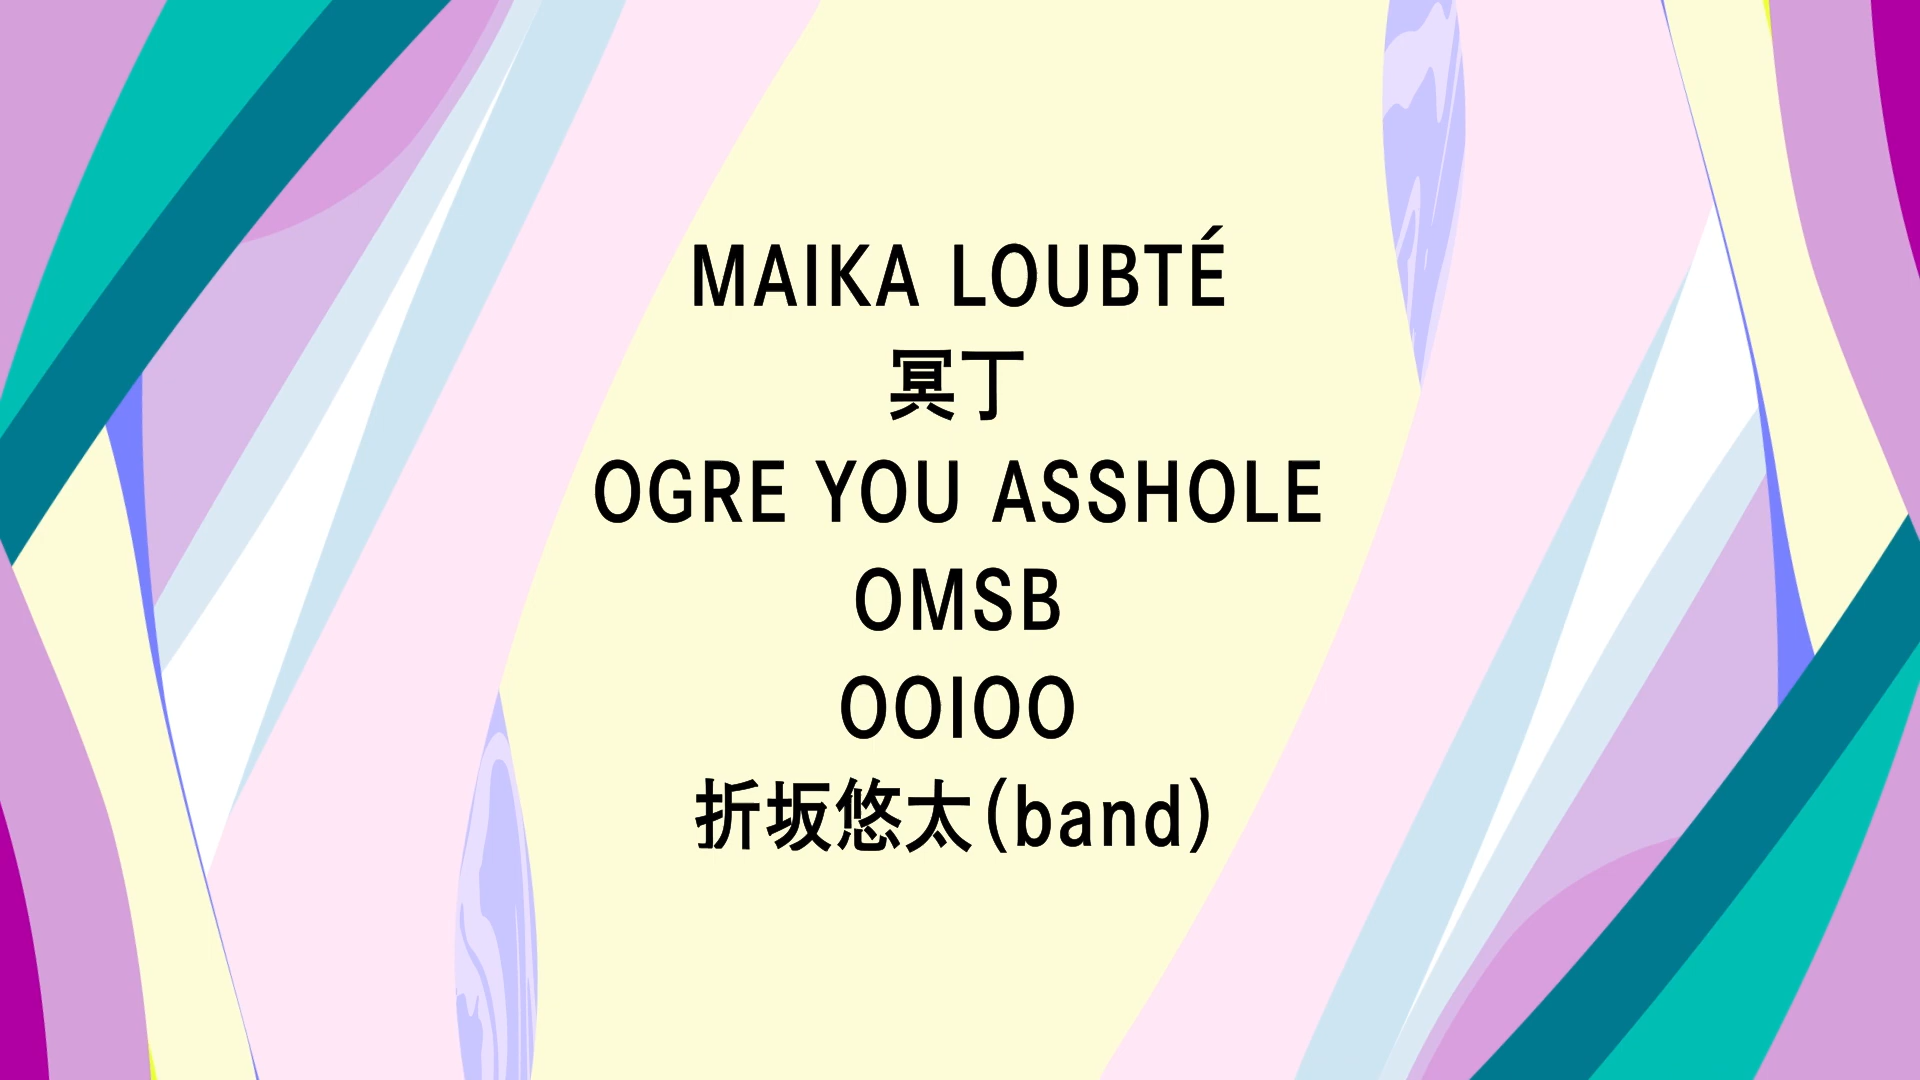 MAIKA LOUBTÉ
冥丁
OGRE YOU ASSHOLE
OMSB
OOIOO
折坂悠太(band)